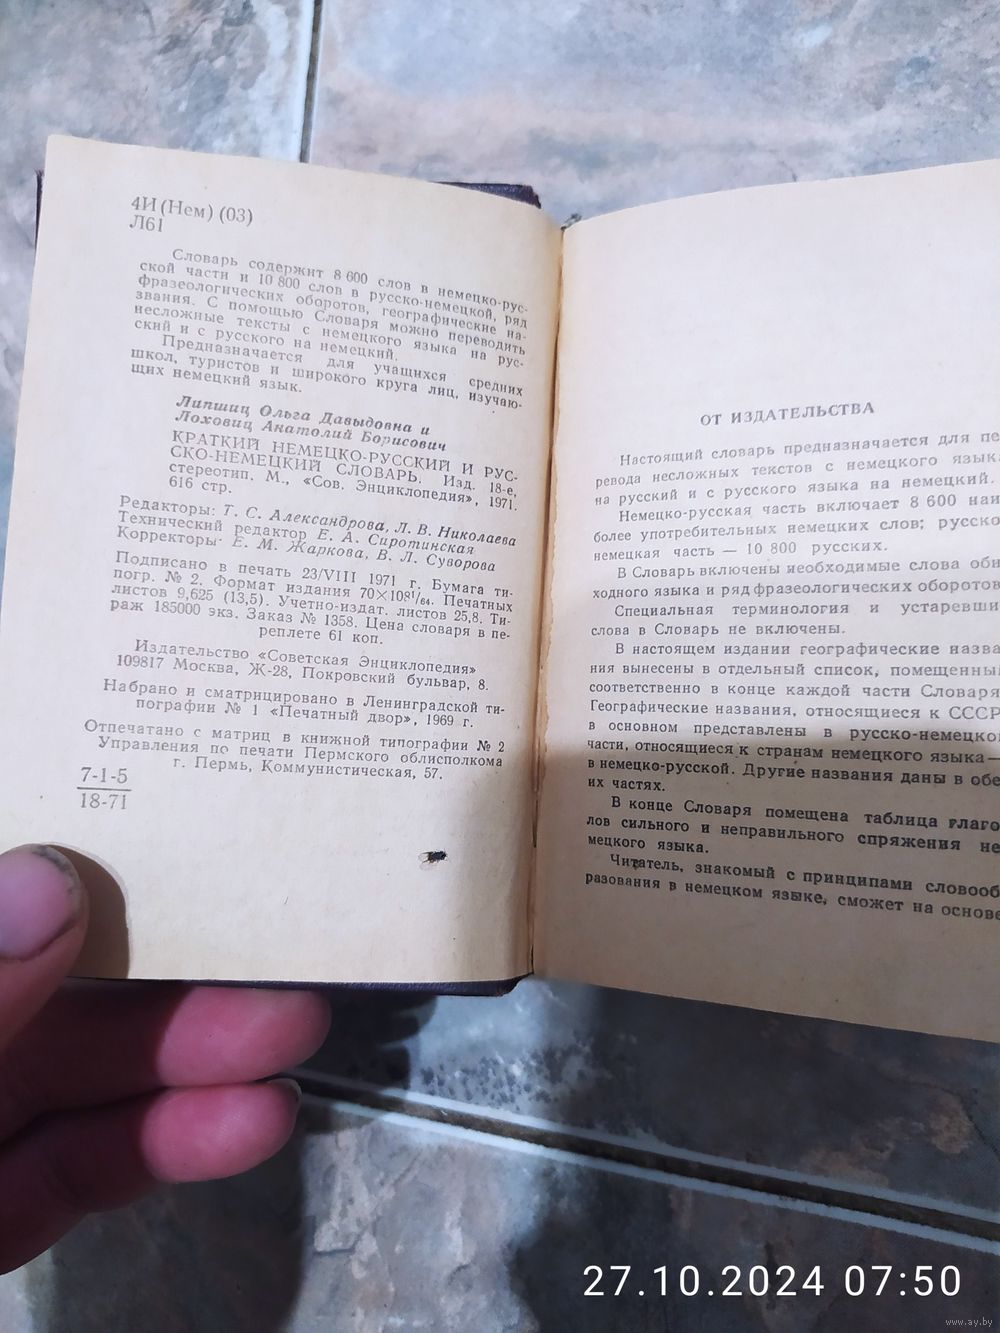 4И(Нем) (03)
Л61
Словарь содержит 8 600 слов в немецко-рус-
ской части и 10 800 слов в русско-немецкой, ряд
фразеологических оборотов, географические на-
звания. С помощью Словаря можно переводить
несложные тексты с немецкого языка на рус-
ский и с русского на немецкий.
Предназначается для учащихся средних
школ, туристов и широкого круга лиц, изучаю-
щих немецкий язык.
Липшиц Ольга Давыдовна и
Лоховиц Анатолий Борисович
КРАТКИЙ НЕМЕЦКО-РУССКИЙ И РУС-
СКО-НЕМЕЦКИЙ СЛОВАРЬ. Изд. 18-е,
стереотип, М., «Сов. Энциклопедия», 1971.
616 стр.
Редакторы: Т. С. Александрова, Л. В. Николаева
Технический редактор Е. А. Сиротинская
Корректоры· Е. М. Жаркова, В. Л. Суворова
Подписано в печать 23/VIII 1971 г. Бумага ти-
погр. № 2. Формат издания 70×108¹/₆₄. Печатных
листов 9,625 (13,5). Учетно-издат. листов 25,8. Ти-
раж 185000 экз. Заказ № 1358. Цена словаря в пе-
реплете 61 коп.
Издательство «Советская Энциклопедия»
109817 Москва, Ж-28, Покровский бульвар, 8.
Набрано и сматрицировано в Ленинградской ти-
пографии № 1 «Печатный двор», 1969 г.
Отпечатано с матриц в книжной типографии № 2
Управления по печати Пермского облисполкома
г. Пермь, Коммунистическая, 57.
7-1-5
18-71
ОТ ИЗДАТЕЛЬСТВА
Настоящий словарь предназначается для пе
ревода несложных текстов с немецкого язык
на русский и с русского языка на немецкий.
Немецко-русская часть включает 8 600 наи
более употребительных немецких слов; русско
немецкая часть — 10 800 русских.
В Словарь включены необходимые слова оби
ходного языка и ряд фразеологических оборотов
Специальная терминология и устаревши
слова в Словарь не включены.
В настоящем издании географические назва
ния вынесены в отдельный список, помещенны
соответственно в конце каждой части Словаря
Географические названия, относящиеся к СССР
в основном представлены в русско-немецко
части, относящиеся к странам немецкого языка—
в немецко-русской. Другие названия даны в обе
их частях.
В конце Словаря помещена таблица глаго
лов сильного и неправильного спряжения не
мецкого языка.
Читатель, знакомый с принципами словооб
разования в немецком языке, сможет на основе
27.10.2024 07:50
www.ay.by